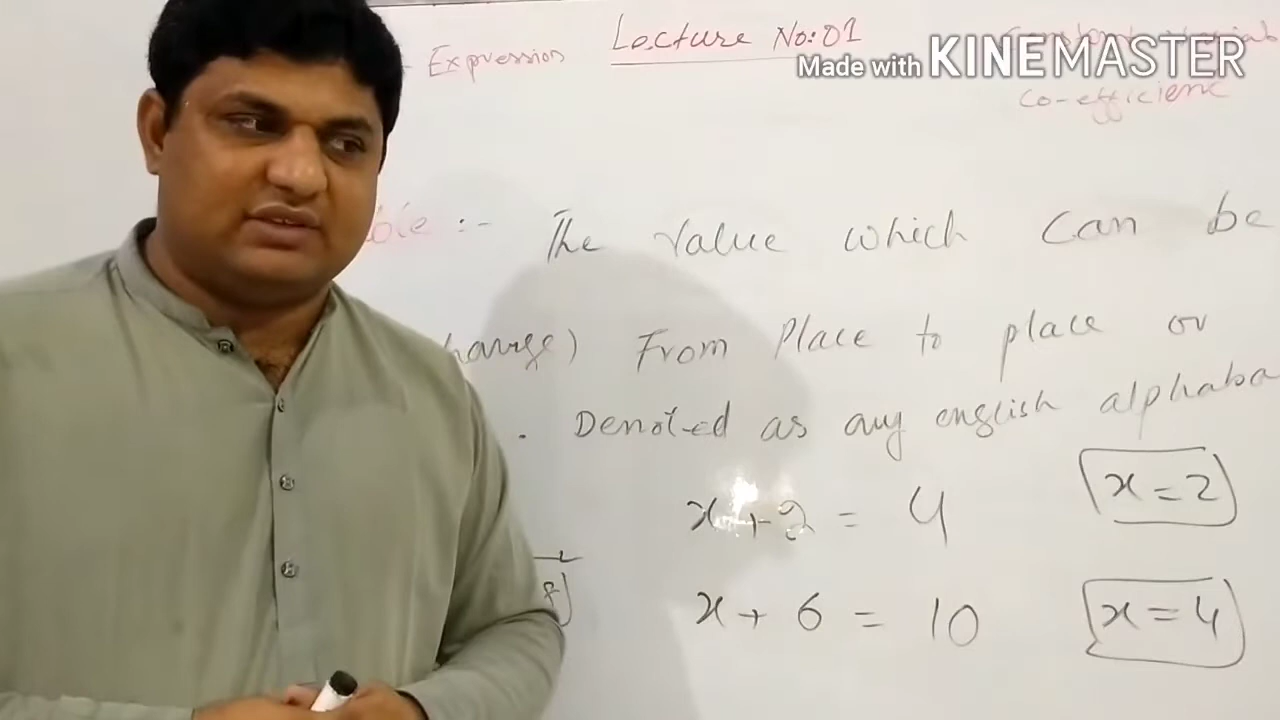 Expression Lecture No:01
Made with KINEMASTER
co-efficient
:- The value which can be
) From Place to place or
. Denoted as any english alphaba
x + 2 = 4
x = 2
x + 6 = 10
x = 4